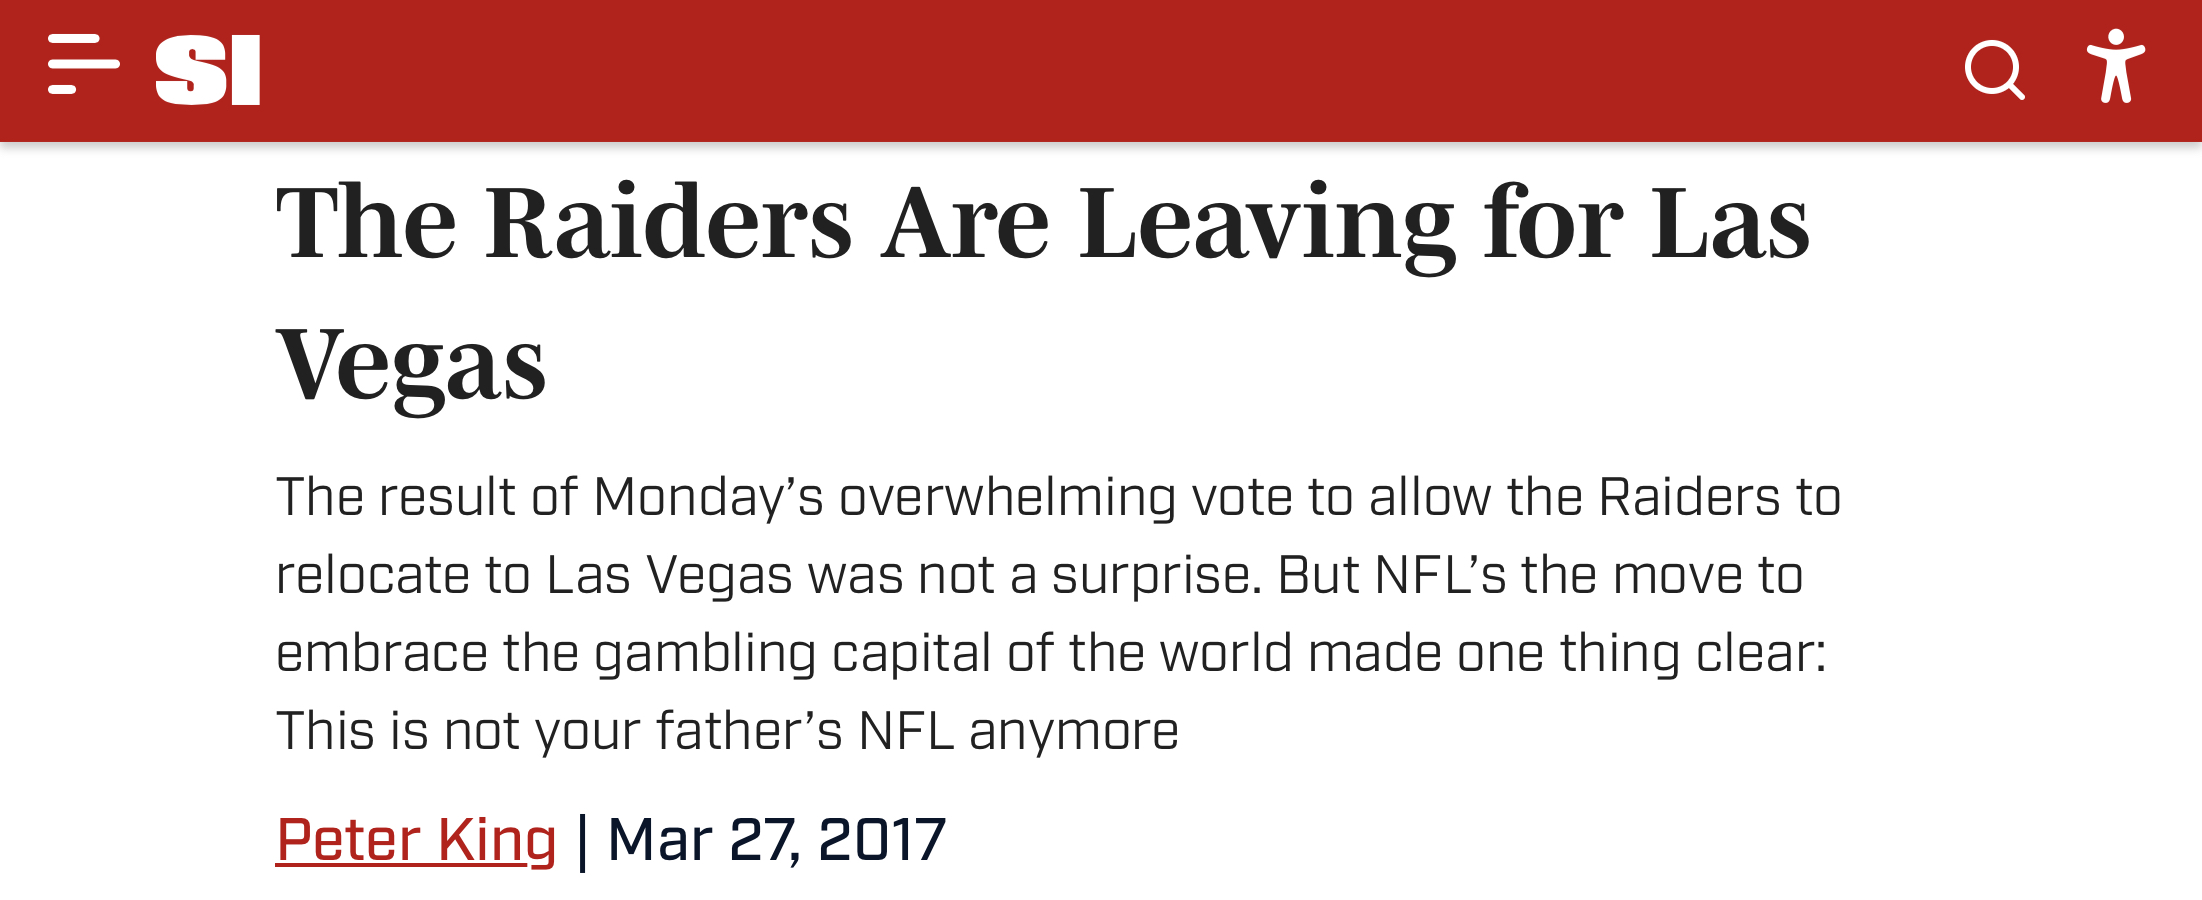 SI
The Raiders Are Leaving for Las
Vegas
The result of Monday’s overwhelming vote to allow the Raiders to
relocate to Las Vegas was not a surprise. But NFL’s the move to
embrace the gambling capital of the world made one thing clear:
This is not your father’s NFL anymore
Peter King | Mar 27, 2017